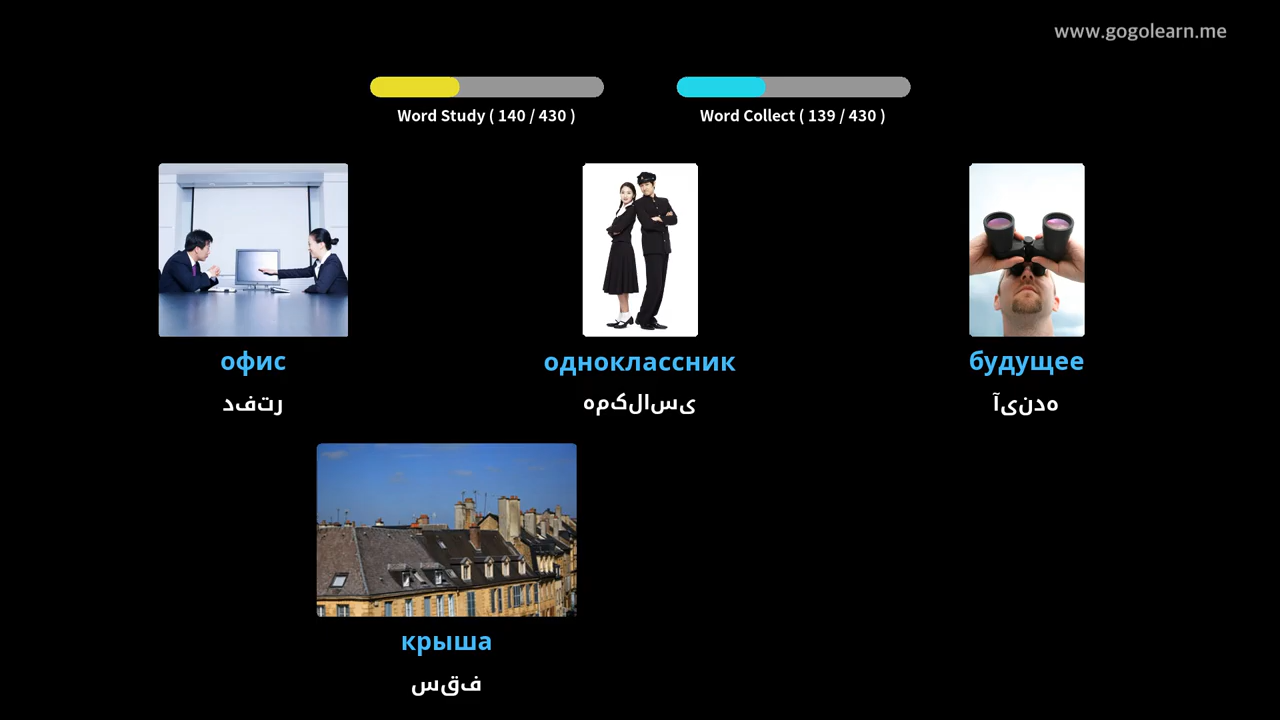 www.gogolearn.me
Word Study ( 140 / 430 )
Word Collect ( 139 / 430 )
офис
رتفد
одноклассник
یسالکمه
будущее
هدنیآ
крыша
فقس